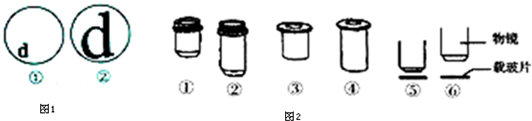 d d
① ②
图1
① ② ③ ④ ⑤ ⑥
图2
物镜
载玻片